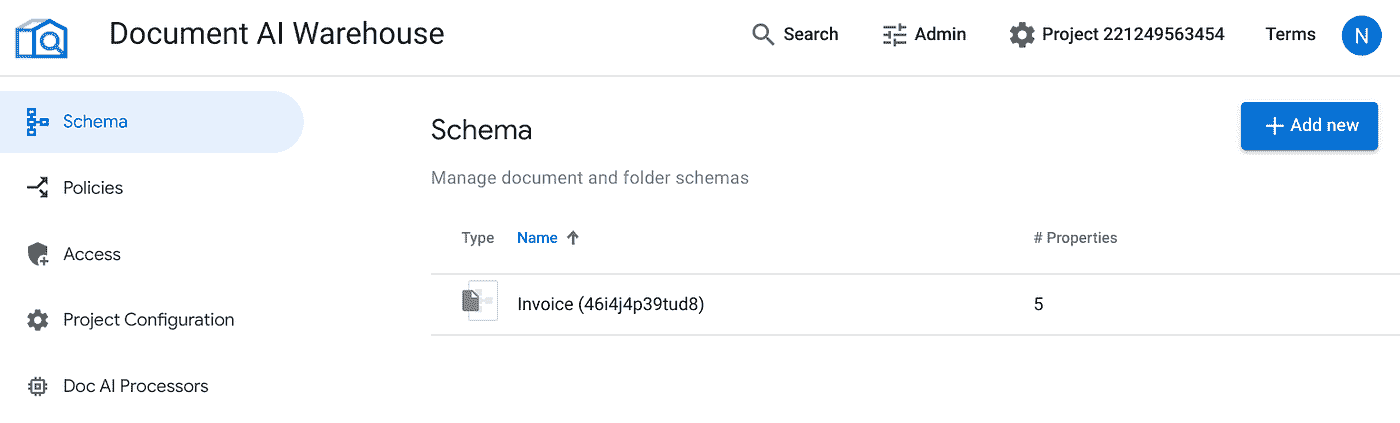 Document AI Warehouse
Search
Admin
Project 221249563454
Terms
N
Schema
Policies
Access
Project Configuration
Doc AI Processors
Schema
Add new
Manage document and folder schemas
Type Name # Properties
Invoice (46i4j4p39tud8) 5